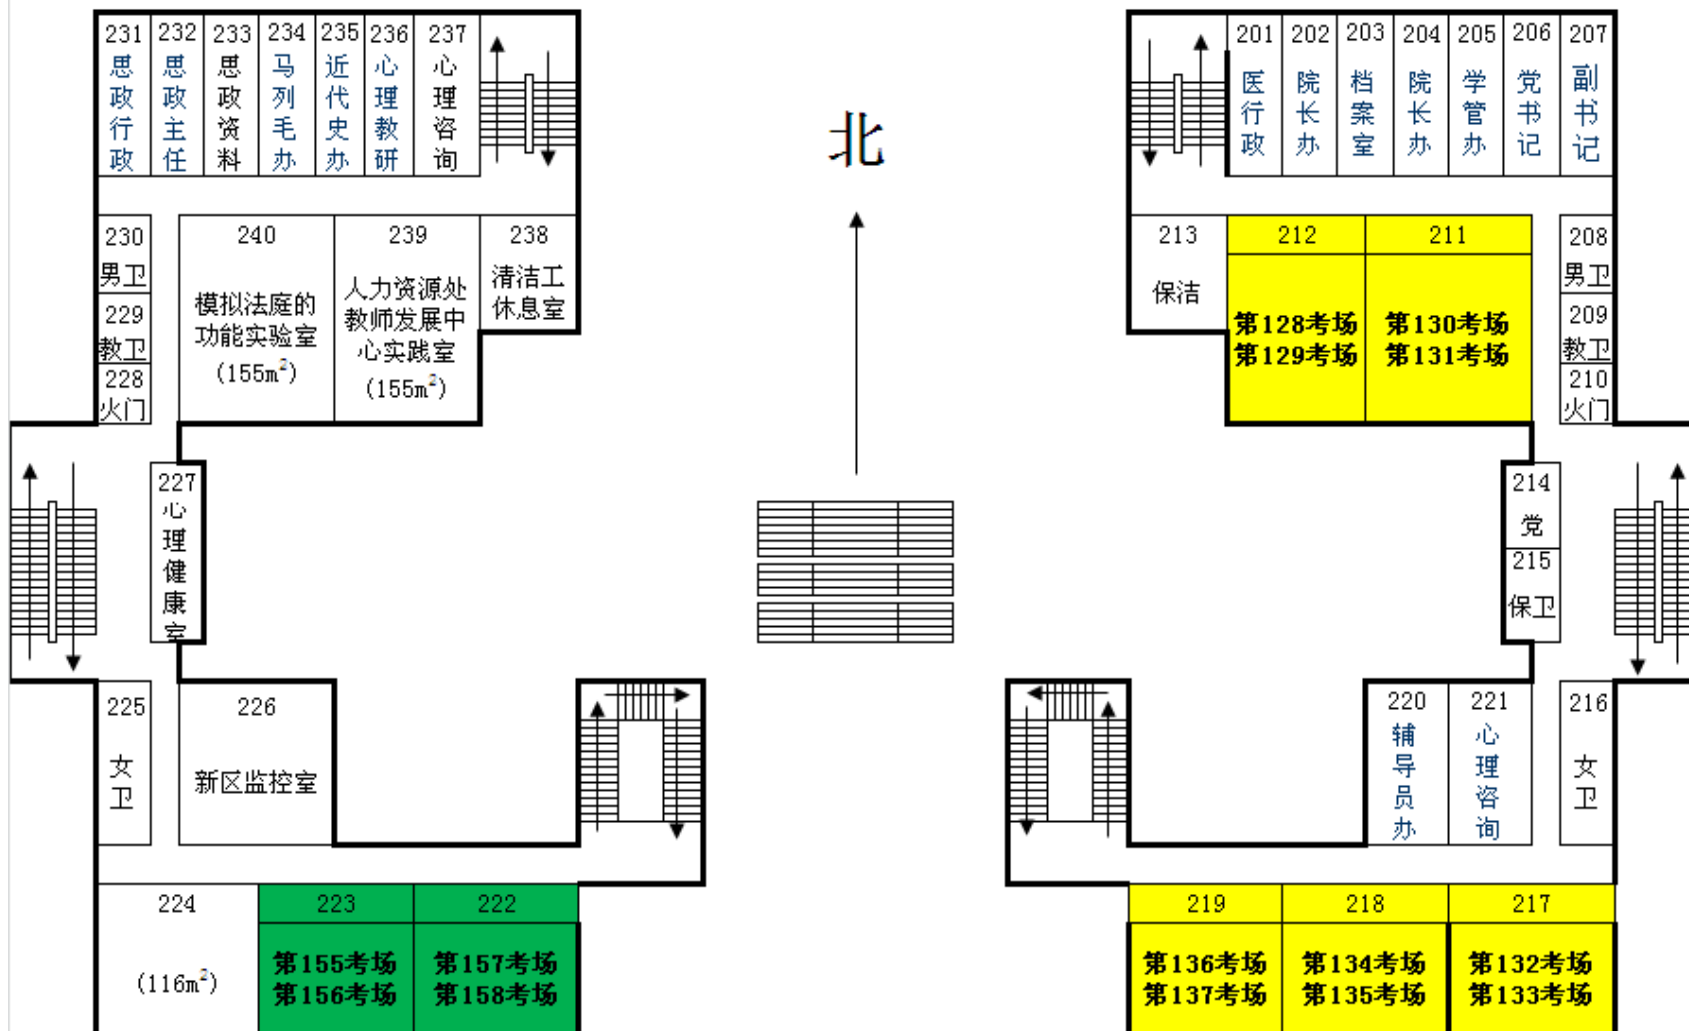 231 232 233 234 235 236 237
思政行政
思政主任
思政资料
马列毛办
近代史办
心理教研
心理咨询
201 202 203 204 205 206 207
医行政
院长办
档案室
院长办
学管办
党书记
副书记
北
230
男卫
229
教卫
228
火门
240
模拟法庭的
功能实验室
(155m²)
239
人力资源处
教师发展中
心实践室
(155m²)
238
清洁工
休息室
213
保洁
212
第128考场
第129考场
211
第130考场
第131考场
208
男卫
209
教卫
210
火门
227
心理健康室
214
党
215
保卫
225
女卫
226
新区监控室
220
辅导员办
221
心理咨询
216
女卫
224
(116m²)
223
第155考场
第156考场
222
第157考场
第158考场
219
第136考场
第137考场
218
第134考场
第135考场
217
第132考场
第133考场